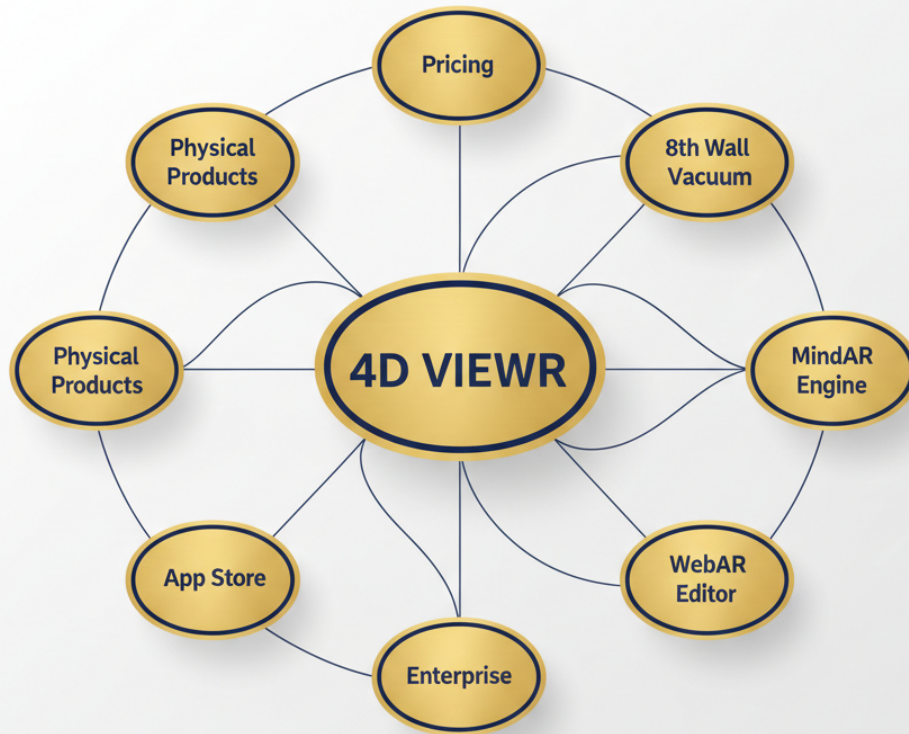 Pricing
Physical
Products
8th Wall
Vacuum
Physical
Products
4D VIEWR
MindAR
Engine
App Store
WebAR
Editor
Enterprise